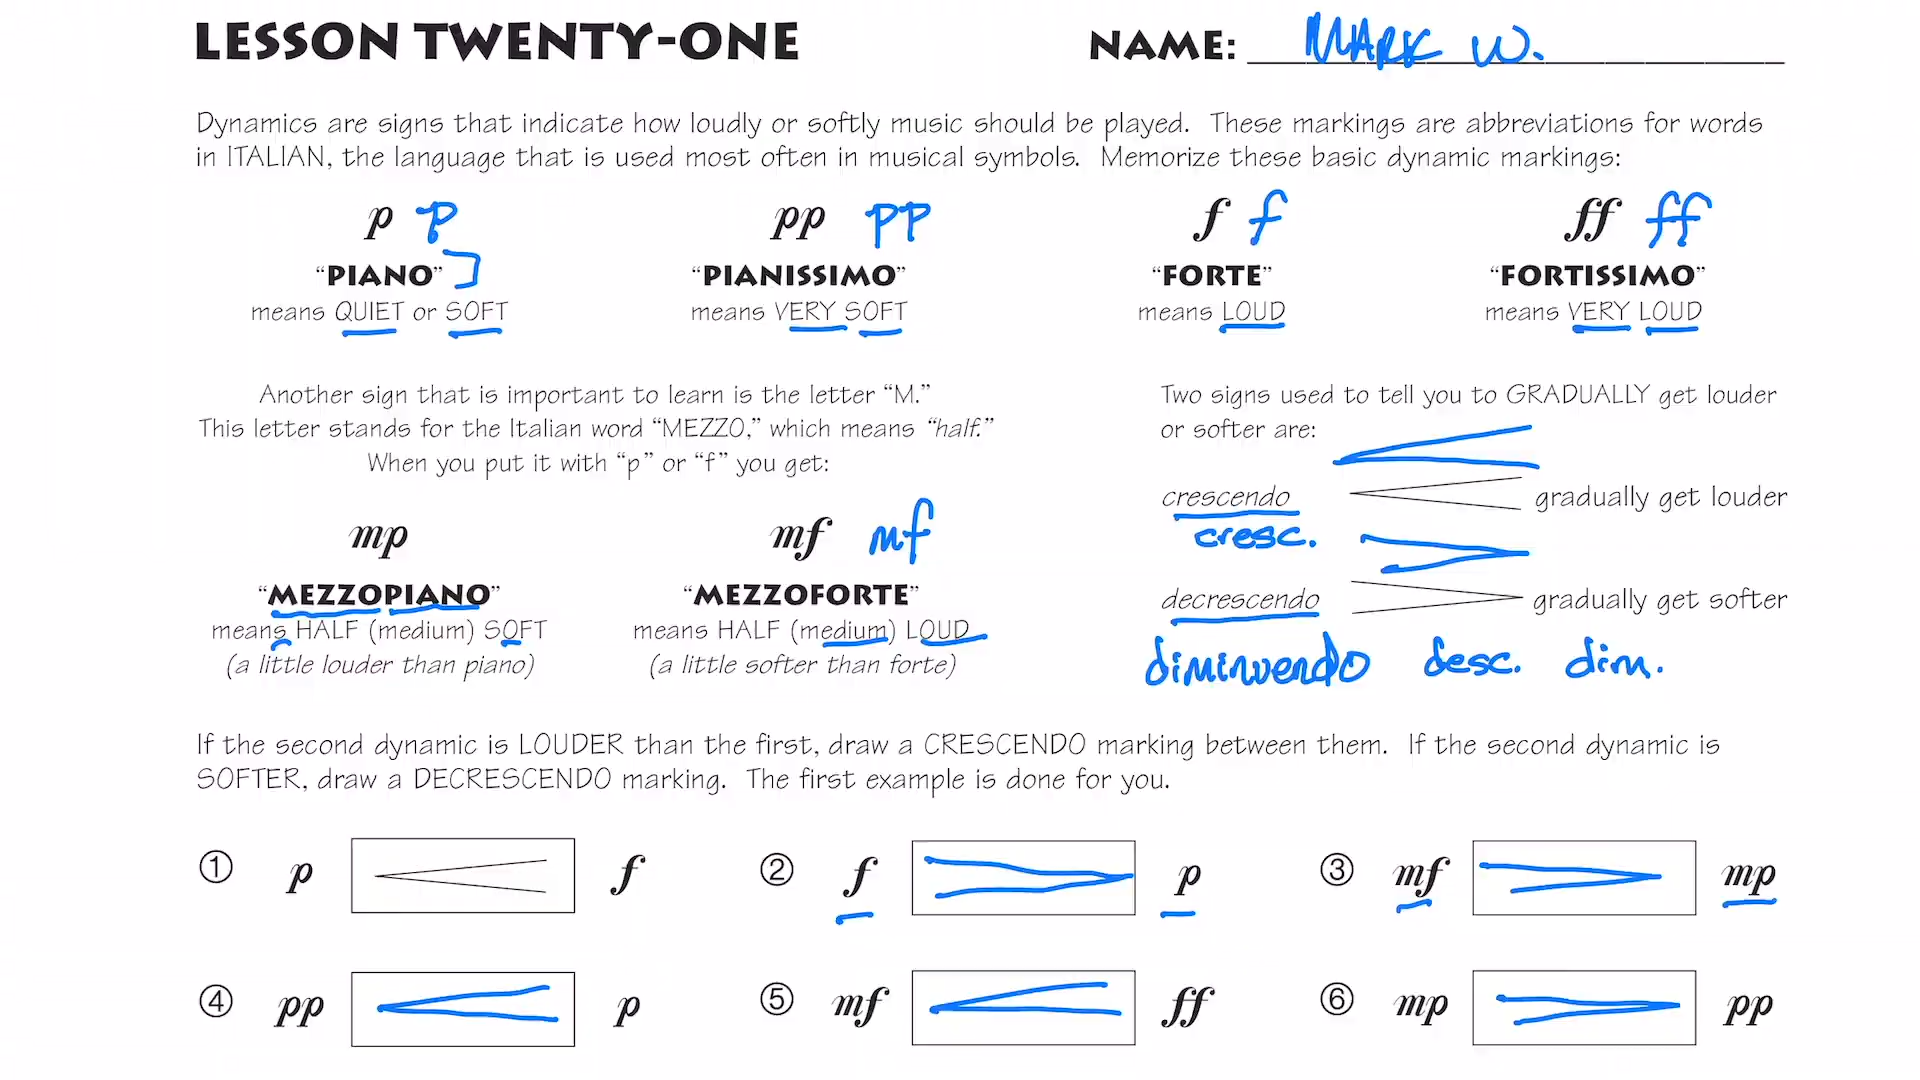 LESSON TWENTY-ONE NAME: MARK W.
Dynamics are signs that indicate how loudly or softly music should be played. These markings are abbreviations for words
in ITALIAN, the language that is used most often in musical symbols. Memorize these basic dynamic markings:
p p pp pp f f ff ff
“PIANO” “PIANISSIMO” “FORTE” “FORTISSIMO”
means QUIET or SOFT means VERY SOFT means LOUD means VERY LOUD
Another sign that is important to learn is the letter “M.”
This letter stands for the Italian word “MEZZO,” which means “half.”
When you put it with “p” or “f” you get:
mp mf mf
“MEZZOPIANO” “MEZZOFORTE”
means HALF (medium) SOFT means HALF (medium) LOUD
(a little louder than piano) (a little softer than forte)
Two signs used to tell you to GRADUALLY get louder
or softer are:
crescendo gradually get louder
cresc.
decrescendo gradually get softer
diminuendo desc. dim.
If the second dynamic is LOUDER than the first, draw a CRESCENDO marking between them. If the second dynamic is
SOFTER, draw a DECRESCENDO marking. The first example is done for you.
1 p f 2 f p 3 mf mp
4 pp p 5 mf ff 6 mp pp